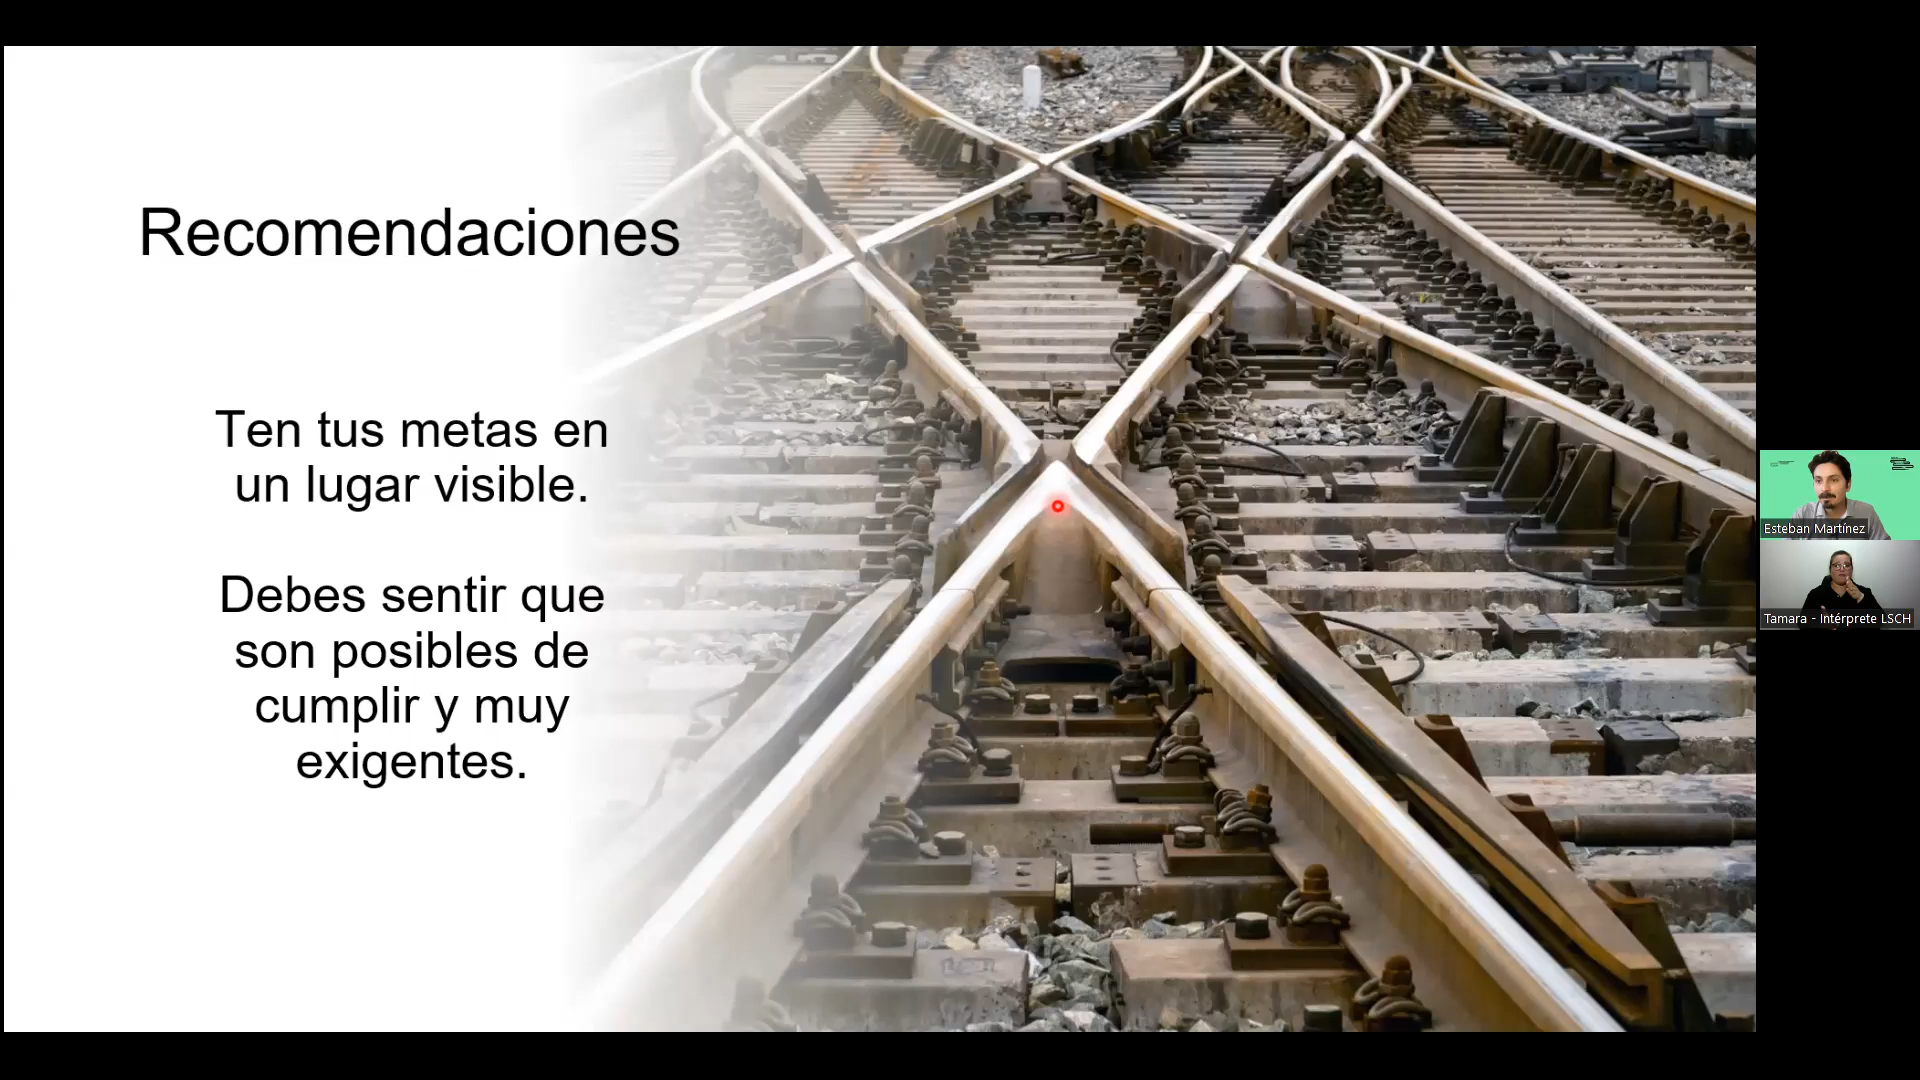 Recomendaciones
Ten tus metas en
un lugar visible.
Debes sentir que
son posibles de
cumplir y muy
exigentes.
Esteban Martínez
Tamara - Intérprete LSCH